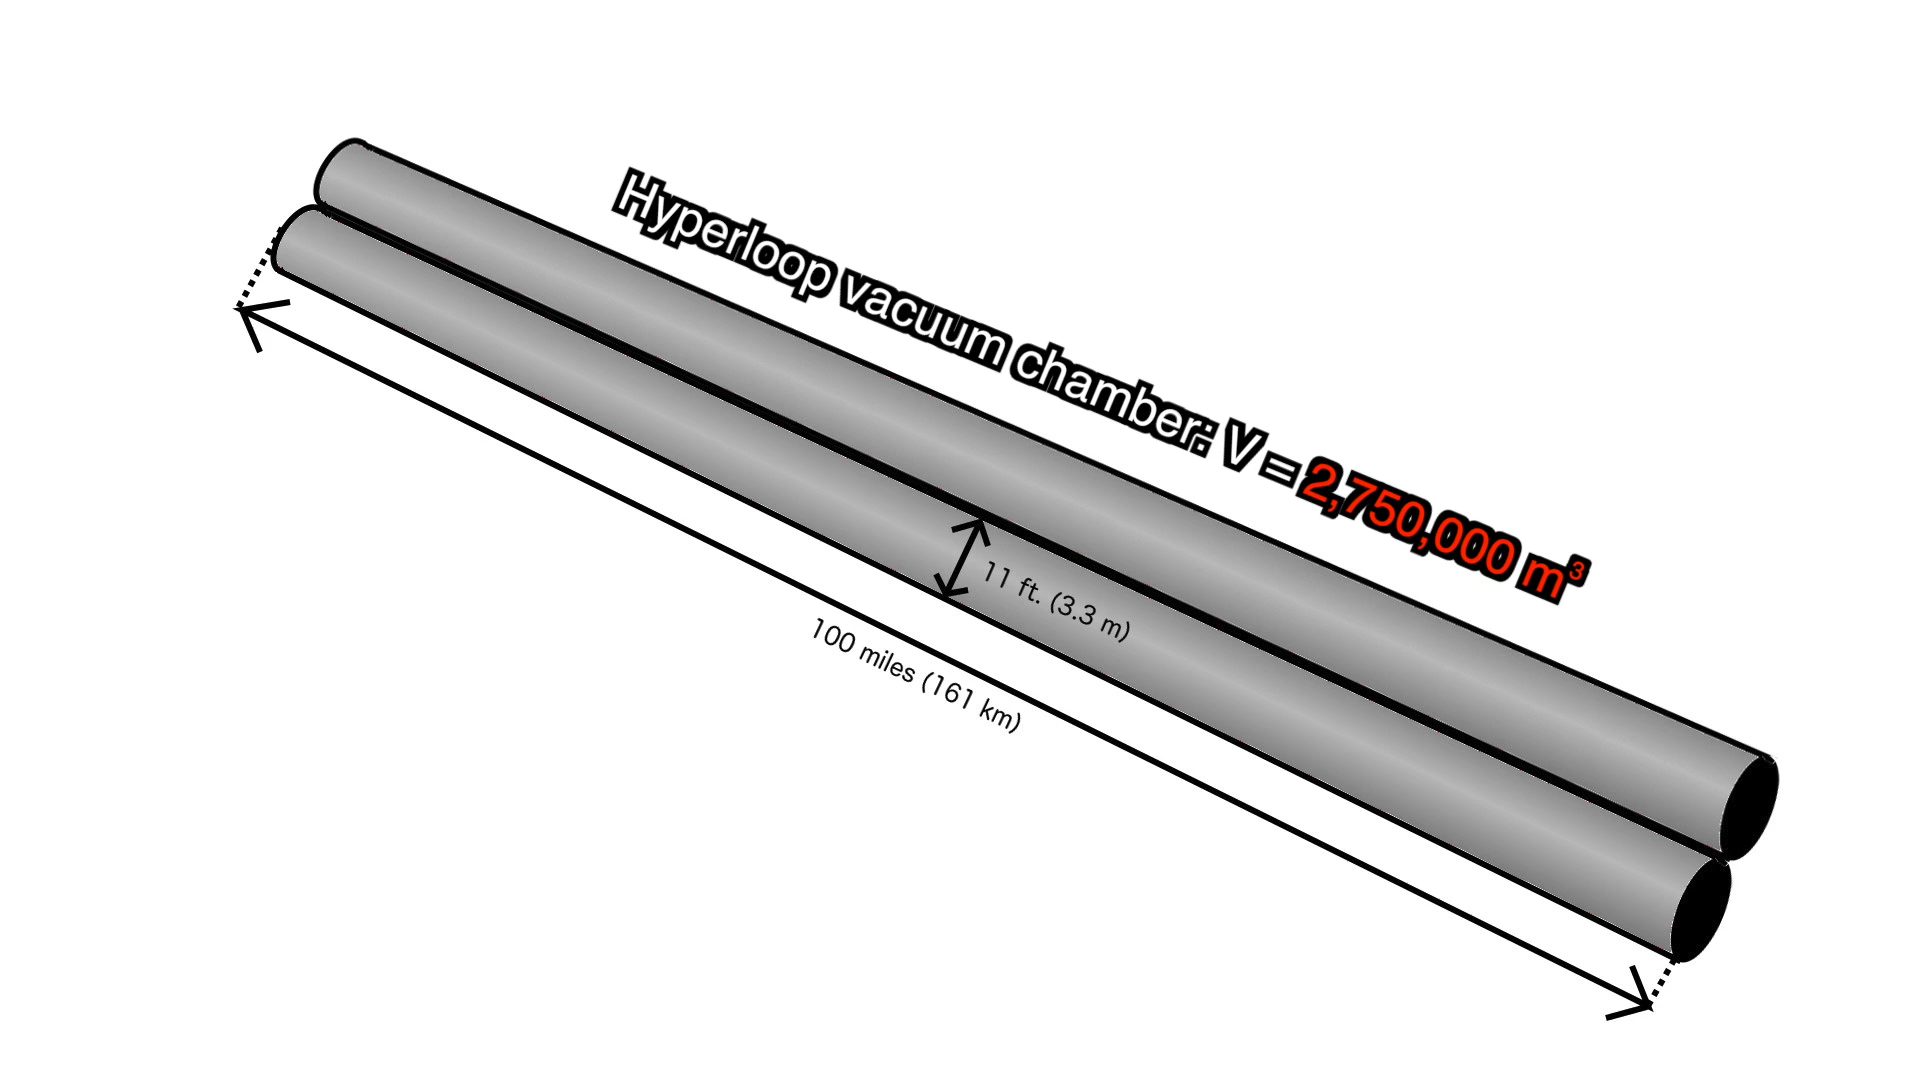 Hyperloop vacuum chamber: V = 2,750,000 m³
11 ft. (3.3 m)
100 miles (161 km)